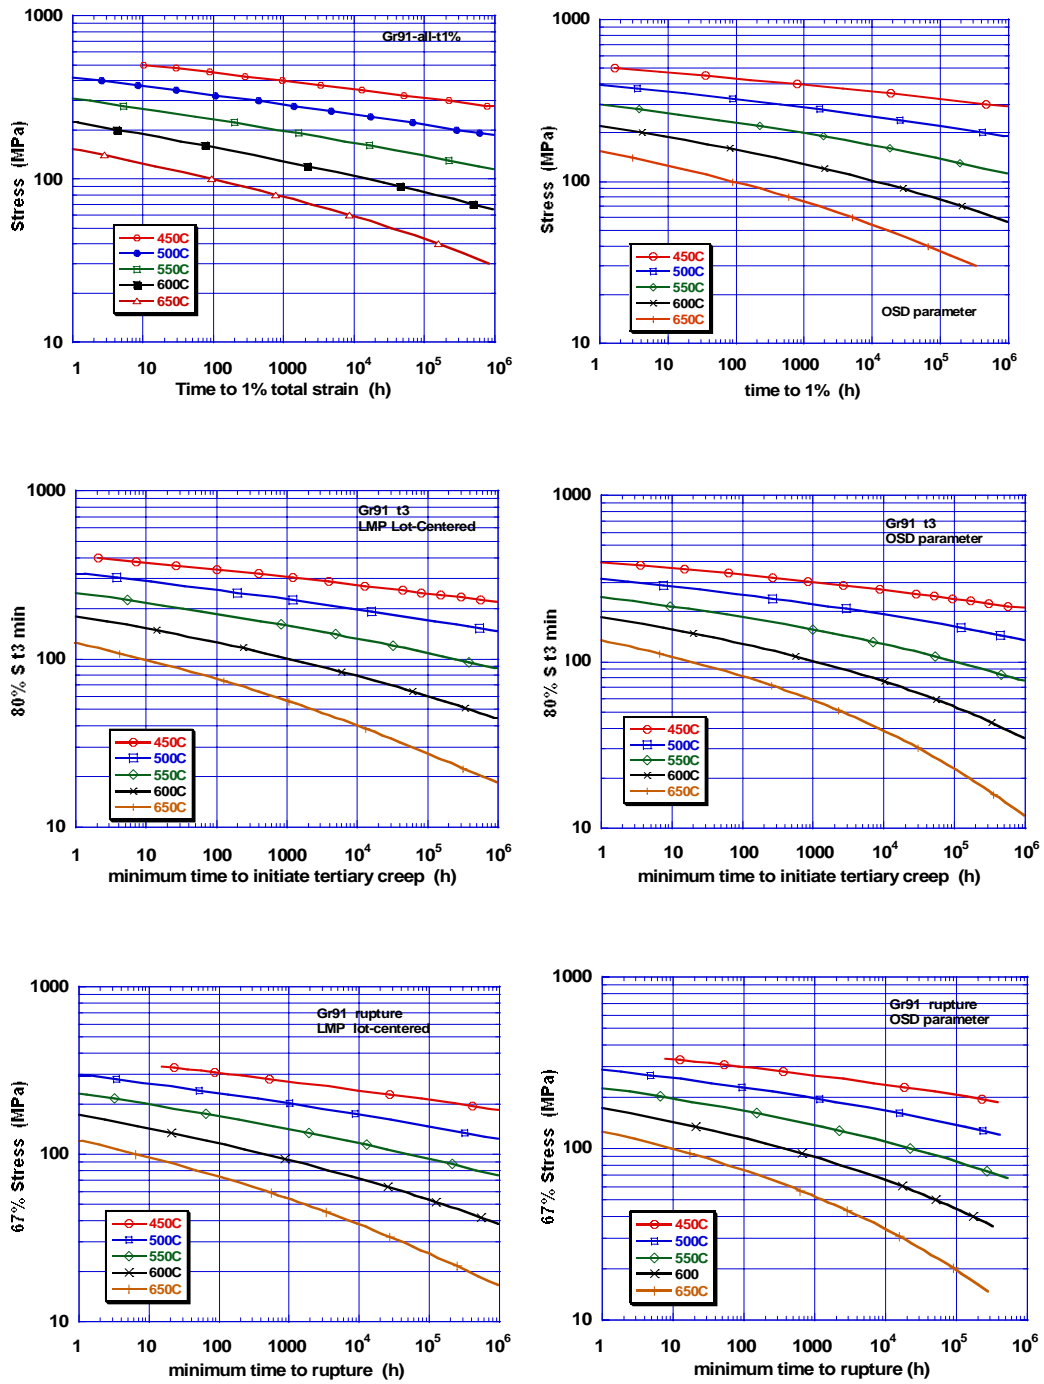 1000
100
10
Stress (MPa)
Gr91-all-t1%
450C
500C
550C
600C
650C
1 10 100 1000 10^4 10^5 10^6
Time to 1% total strain (h)
1000
100
10
Stress (MPa)
450C
500C
550C
600C
650C
OSD parameter
1 10 100 1000 10^4 10^5 10^6
time to 1% (h)
1000
100
10
80% S t3 min
Gr91 t3
LMP Lot-Centered
450C
500C
550C
600C
650C
1 10 100 1000 10^4 10^5 10^6
minimum time to initiate tertiary creep (h)
1000
100
10
80% S t3 min
Gr91 t3
OSD parameter
450C
500C
550C
600C
650C
1 10 100 1000 10^4 10^5 10^6
minimum time to initiate tertiary creep (h)
1000
100
10
67% Stress (MPa)
Gr91 rupture
LMP lot-centered
450C
500C
550C
600C
650C
1 10 100 1000 10^4 10^5 10^6
minimum time to rupture (h)
1000
100
10
67% Stress (MPa)
Gr91 rupture
OSD parameter
450C
500C
550C
600
650C
1 10 100 1000 10^4 10^5 10^6
minimum time to rupture (h)